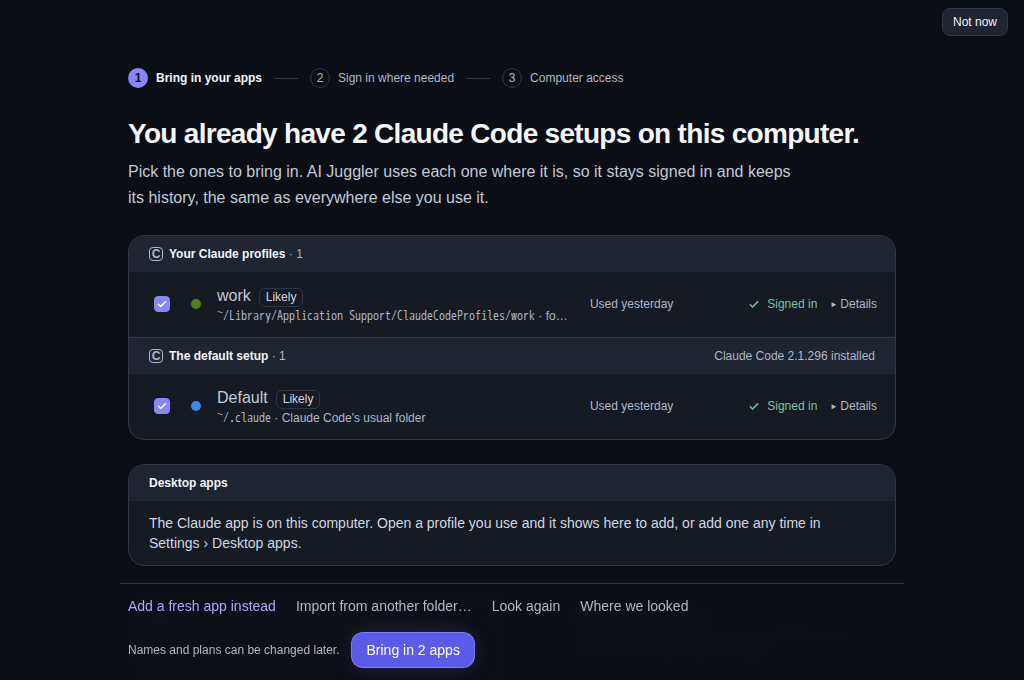 Not now
1 Bring in your apps
2 Sign in where needed
3 Computer access
You already have 2 Claude Code setups on this computer.
Pick the ones to bring in. AI Juggler uses each one where it is, so it stays signed in and keeps
its history, the same as everywhere else you use it.
C Your Claude profiles · 1
work Likely
~/Library/Application Support/ClaudeCodeProfiles/work · fo…
Used yesterday
Signed in
▸ Details
C The default setup · 1
Claude Code 2.1.296 installed
Default Likely
~/.claude · Claude Code's usual folder
Used yesterday
Signed in
▸ Details
Desktop apps
The Claude app is on this computer. Open a profile you use and it shows here to add, or add one any time in
Settings › Desktop apps.
Add a fresh app instead
Import from another folder…
Look again
Where we looked
Names and plans can be changed later.
Bring in 2 apps